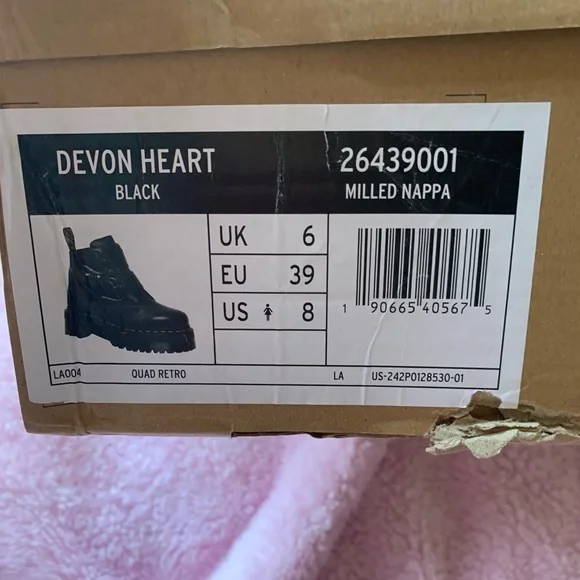 DEVON HEART 26439001
BLACK MILLED NAPPA
UK 6
EU 39
US 8
1 90665 40567 5
LA004 QUAD RETRO LA US-242P0128530-01